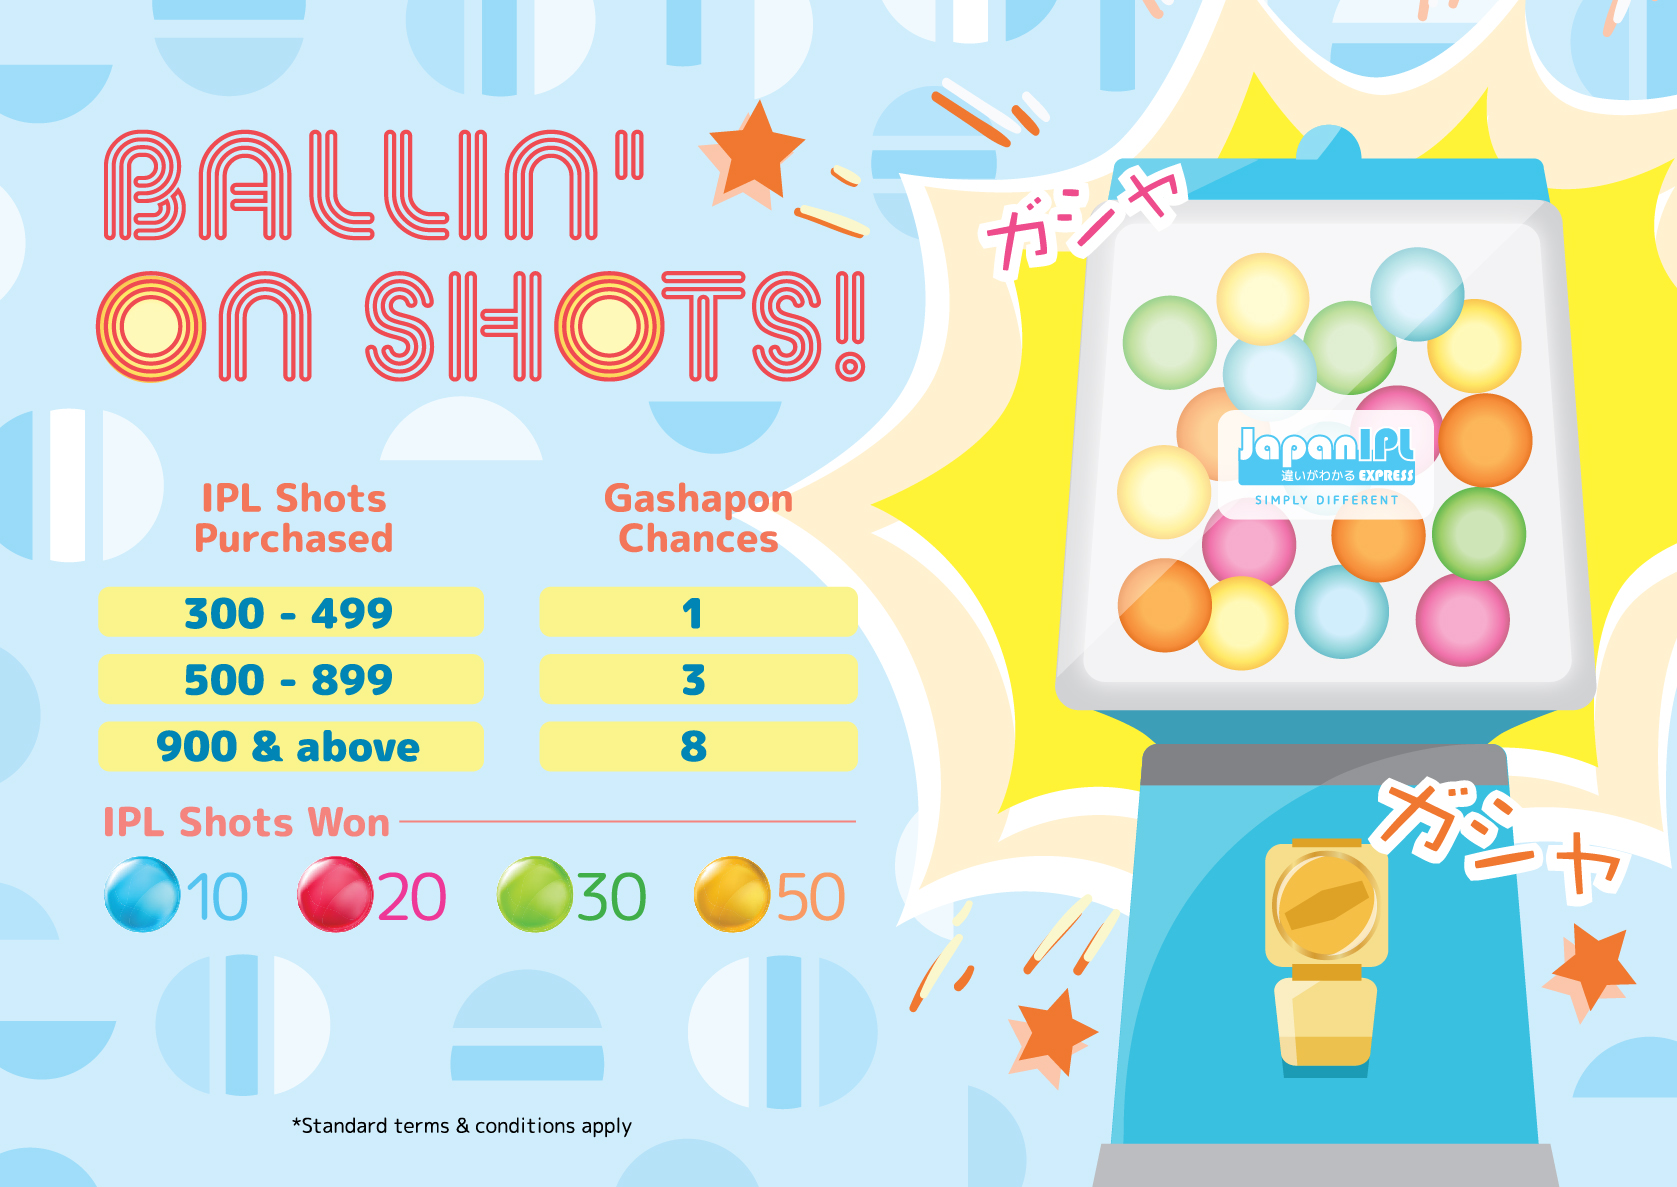 BALLIN'
ON SHOTS!
IPL Shots
Purchased
Gashapon
Chances
300 - 499
1
500 - 899
3
900 & above
8
IPL Shots Won
10
20
30
50
*Standard terms & conditions apply
ガシャ
JapanIPL
違いがわかる EXPRESS
SIMPLY DIFFERENT
ガシャ